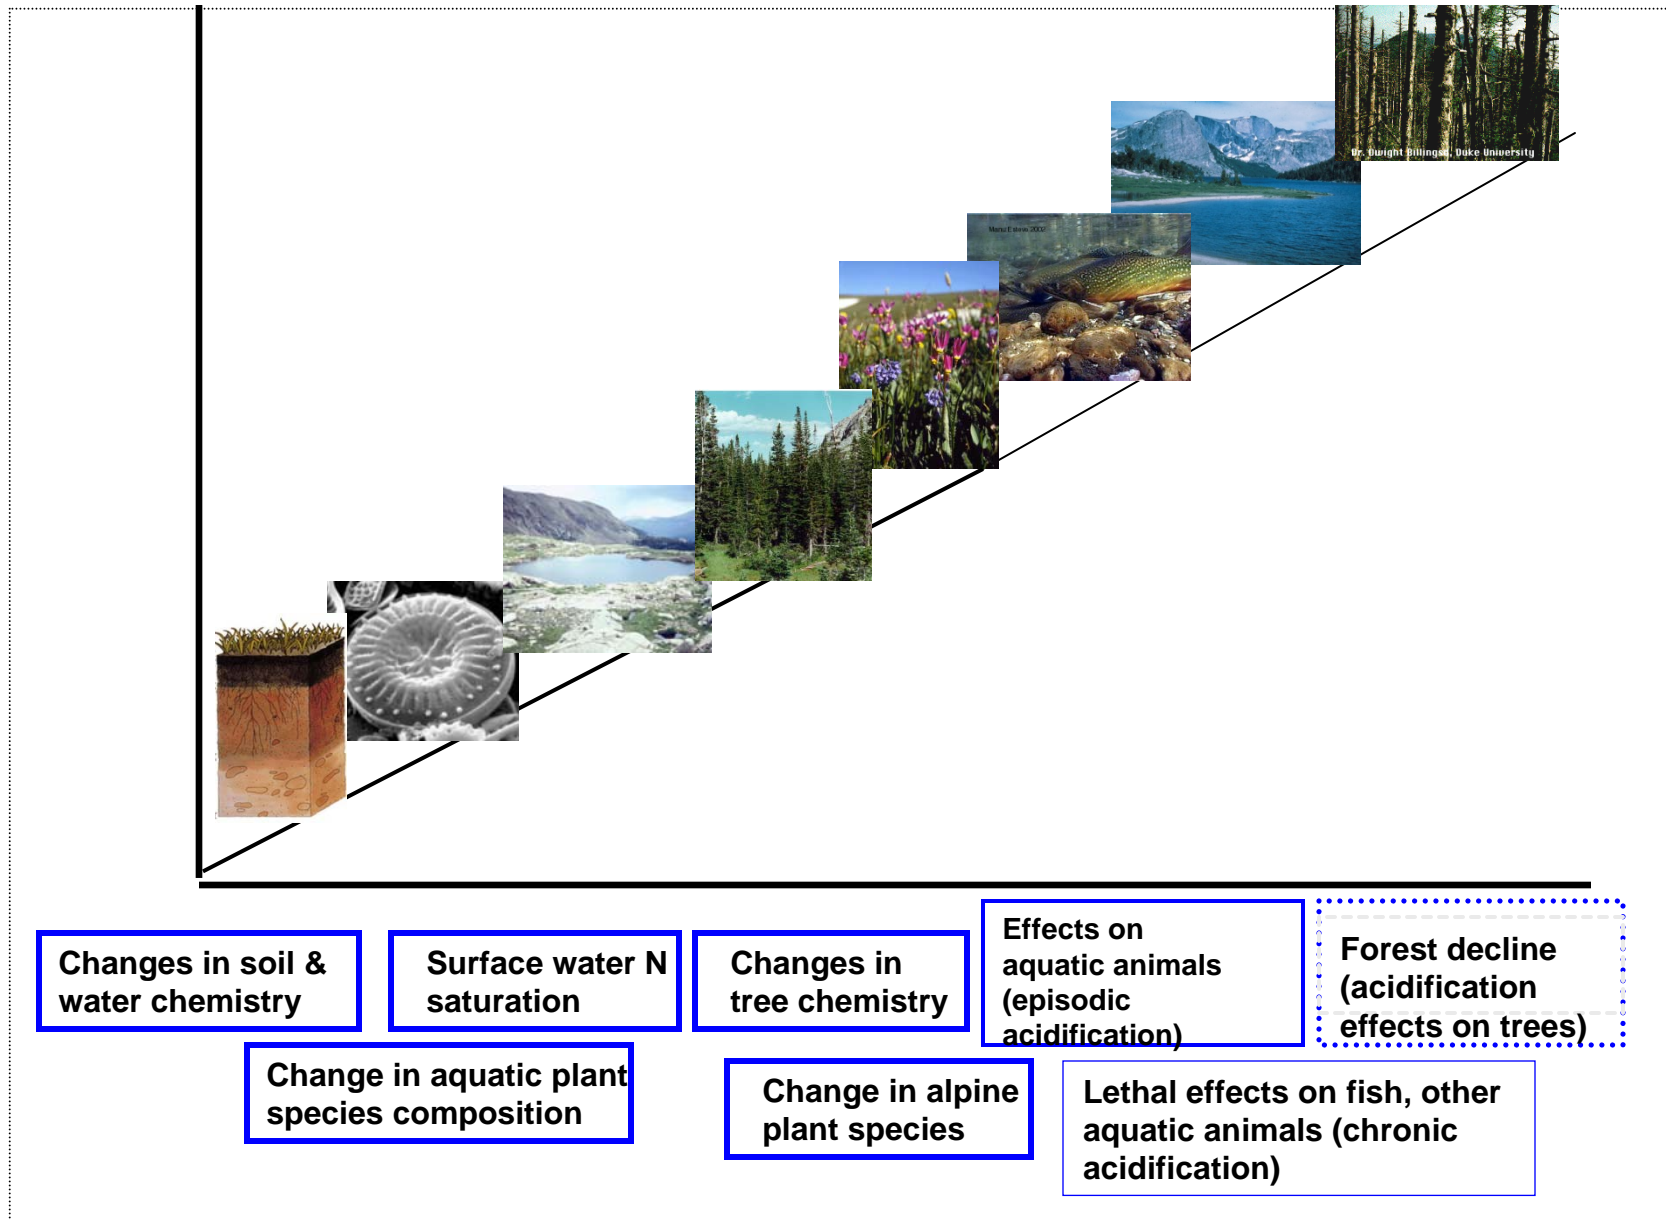 Dr. Dwight Billings, Duke University
Changes in soil &
water chemistry
Surface water N
saturation
Changes in
tree chemistry
Effects on
aquatic animals
(episodic
acidification)
Forest decline
(acidification
effects on trees)
Change in aquatic plant
species composition
Change in alpine
plant species
Lethal effects on fish, other
aquatic animals (chronic
acidification)